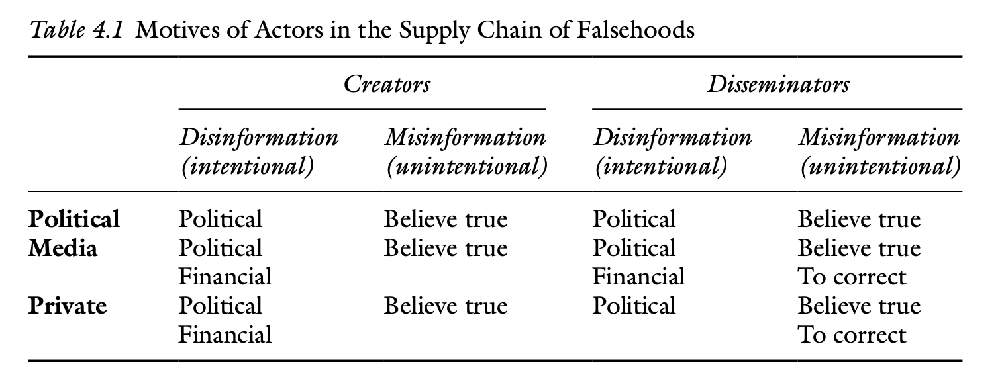 Table 4.1 Motives of Actors in the Supply Chain of Falsehoods
Creators Disseminators
Disinformation Misinformation Disinformation Misinformation
(intentional) (unintentional) (intentional) (unintentional)
Political Political Believe true Political Believe true
Media Political Believe true Political Believe true
Financial Financial To correct
Private Political Believe true Political Believe true
Financial To correct